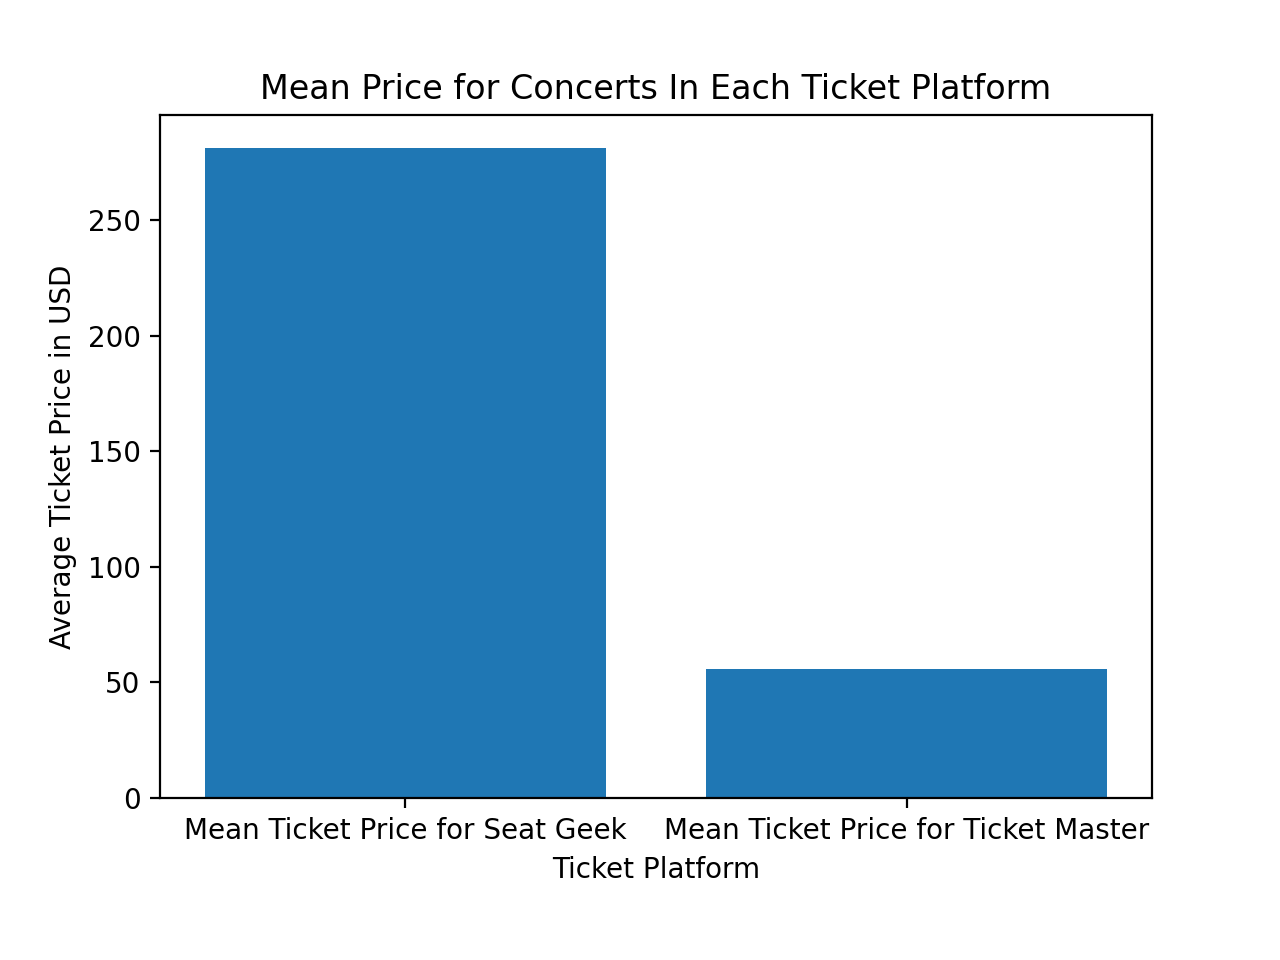 Mean Price for Concerts In Each Ticket Platform
Average Ticket Price in USD
250
200
150
100
50
0
Mean Ticket Price for Seat Geek
Mean Ticket Price for Ticket Master
Ticket Platform